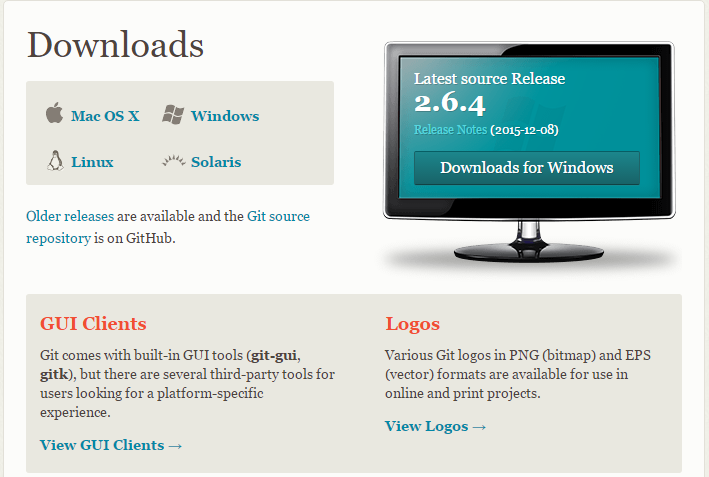 Downloads
Mac OS X
Windows
Linux
Solaris
Older releases are available and the Git source
repository is on GitHub.
Latest source Release
2.6.4
Release Notes (2015-12-08)
Downloads for Windows
GUI Clients
Git comes with built-in GUI tools (git-gui,
gitk), but there are several third-party tools for
users looking for a platform-specific
experience.
View GUI Clients →
Logos
Various Git logos in PNG (bitmap) and EPS
(vector) formats are available for use in
online and print projects.
View Logos →